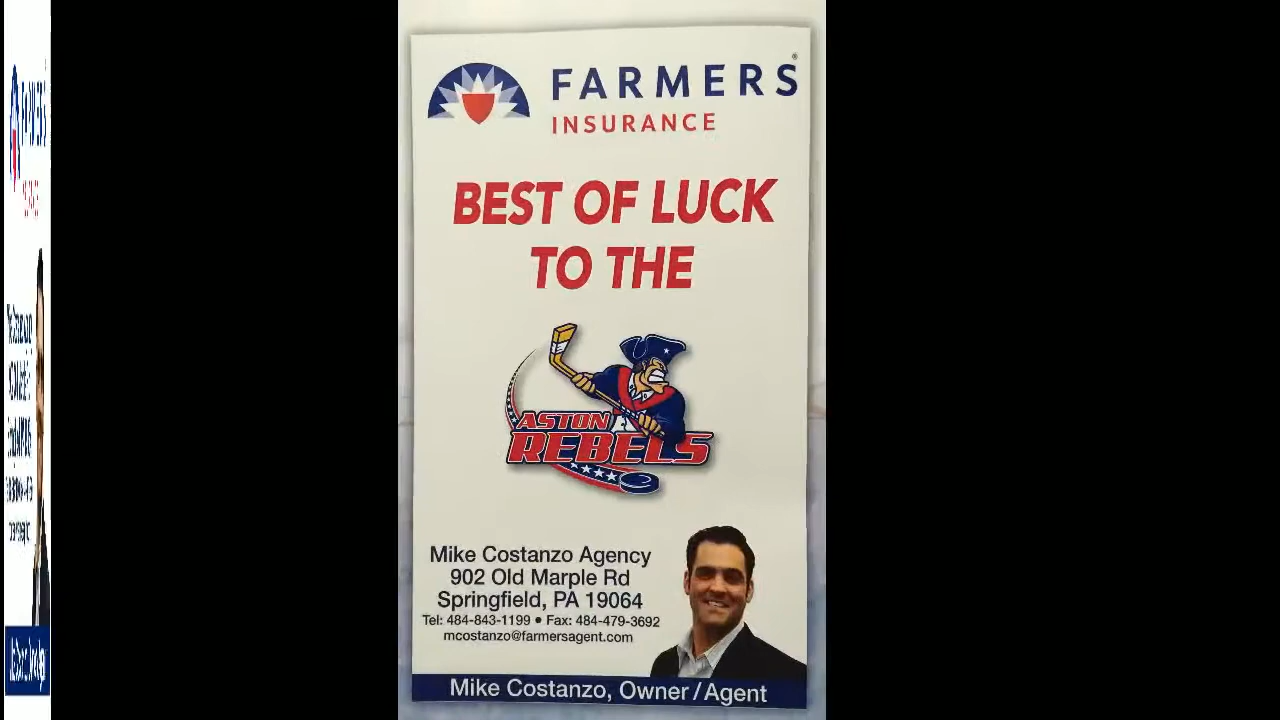 FARMERS®
INSURANCE
BEST OF LUCK
TO THE
ASTON
REBELS
Mike Costanzo Agency
902 Old Marple Rd
Springfield, PA 19064
Tel: 484-843-1199 • Fax: 484-479-3692
mcostanzo@farmersagent.com
Mike Costanzo, Owner/Agent